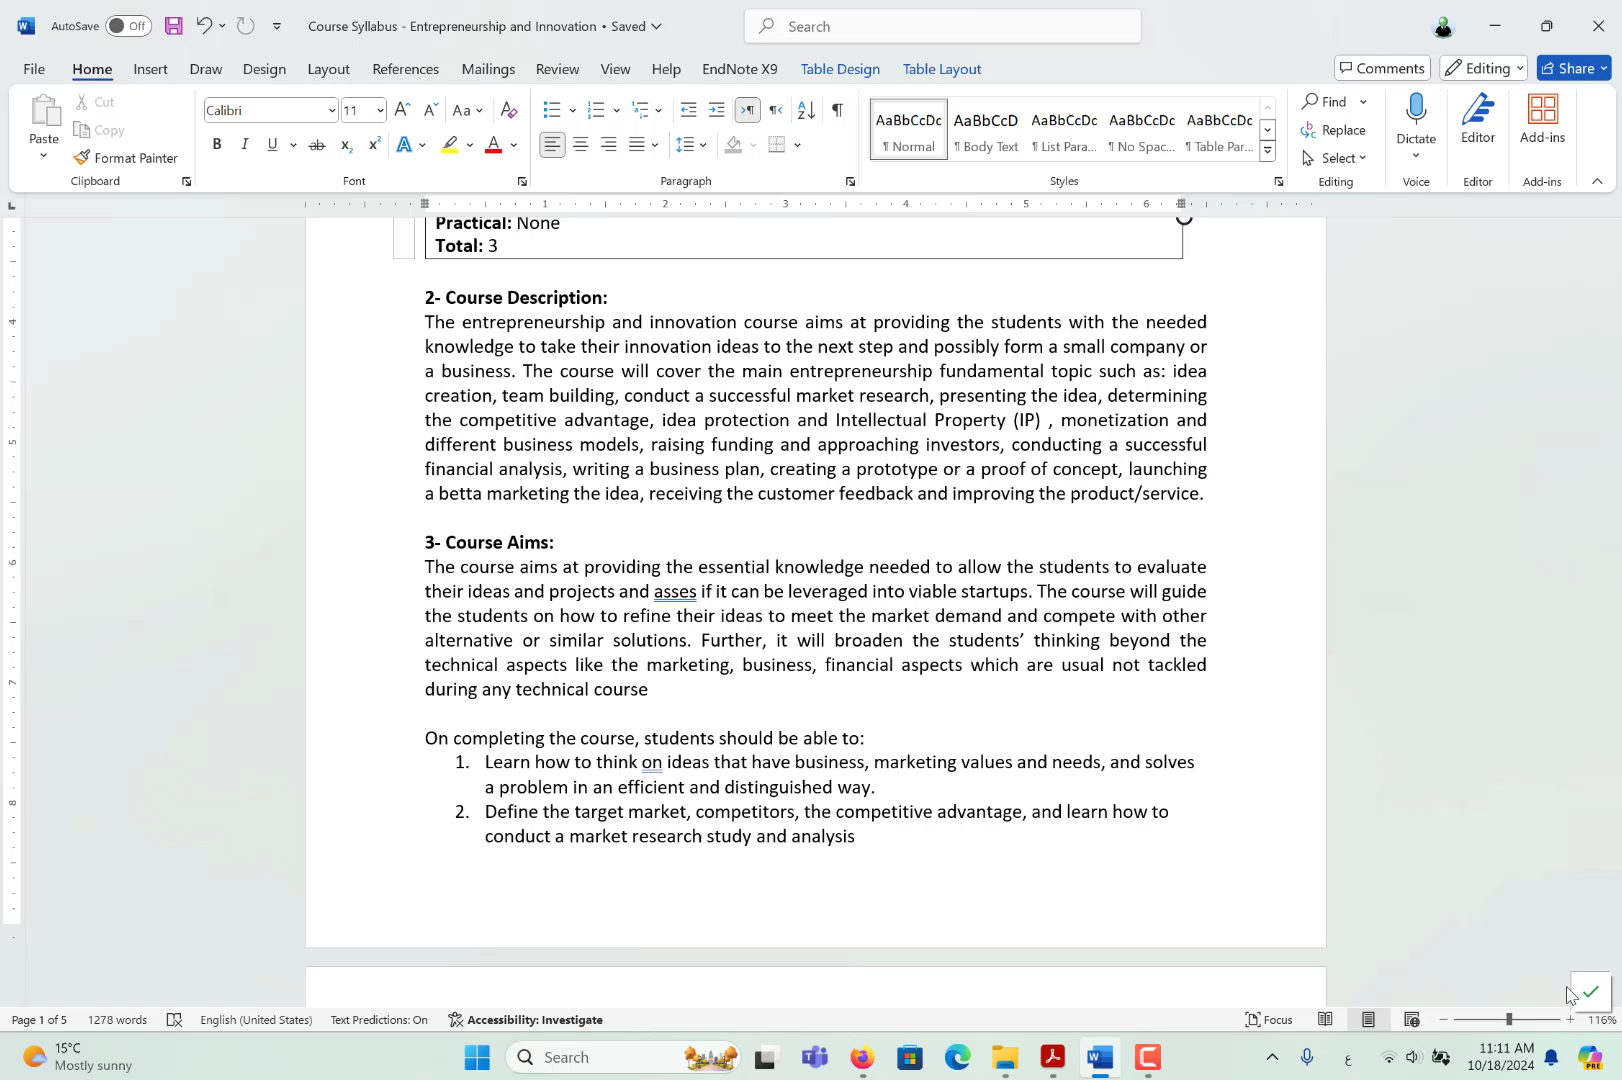 AutoSave Off Course Syllabus - Entrepreneurship and Innovation • Saved Search
File Home Insert Draw Design Layout References Mailings Review View Help EndNote X9 Table Design Table Layout Comments Editing Share
Paste Cut Copy Format Painter Clipboard
Calibri 11 Aa Font
Paragraph
AaBbCcDc AaBbCcD AaBbCcDc AaBbCcDc AaBbCcDc
¶ Normal ¶ Body Text ¶ List Para... ¶ No Spac... ¶ Table Par...
Styles
Find Replace Select Editing
Dictate Voice
Editor Editor
Add-ins Add-ins
1 2 3 4 5 6
4
5
6
7
8
Practical: None
Total: 3
2- Course Description:
The entrepreneurship and innovation course aims at providing the students with the needed
knowledge to take their innovation ideas to the next step and possibly form a small company or
a business. The course will cover the main entrepreneurship fundamental topic such as: idea
creation, team building, conduct a successful market research, presenting the idea, determining
the competitive advantage, idea protection and Intellectual Property (IP) , monetization and
different business models, raising funding and approaching investors, conducting a successful
financial analysis, writing a business plan, creating a prototype or a proof of concept, launching
a betta marketing the idea, receiving the customer feedback and improving the product/service.
3- Course Aims:
The course aims at providing the essential knowledge needed to allow the students to evaluate
their ideas and projects and asses if it can be leveraged into viable startups. The course will guide
the students on how to refine their ideas to meet the market demand and compete with other
alternative or similar solutions. Further, it will broaden the students’ thinking beyond the
technical aspects like the marketing, business, financial aspects which are usual not tackled
during any technical course
On completing the course, students should be able to:
1. Learn how to think on ideas that have business, marketing values and needs, and solves
a problem in an efficient and distinguished way.
2. Define the target market, competitors, the competitive advantage, and learn how to
conduct a market research study and analysis
Page 1 of 5 1278 words English (United States) Text Predictions: On Accessibility: Investigate Focus 116%
15°C
Mostly sunny
Search
ع
11:11 AM
10/18/2024
PRE